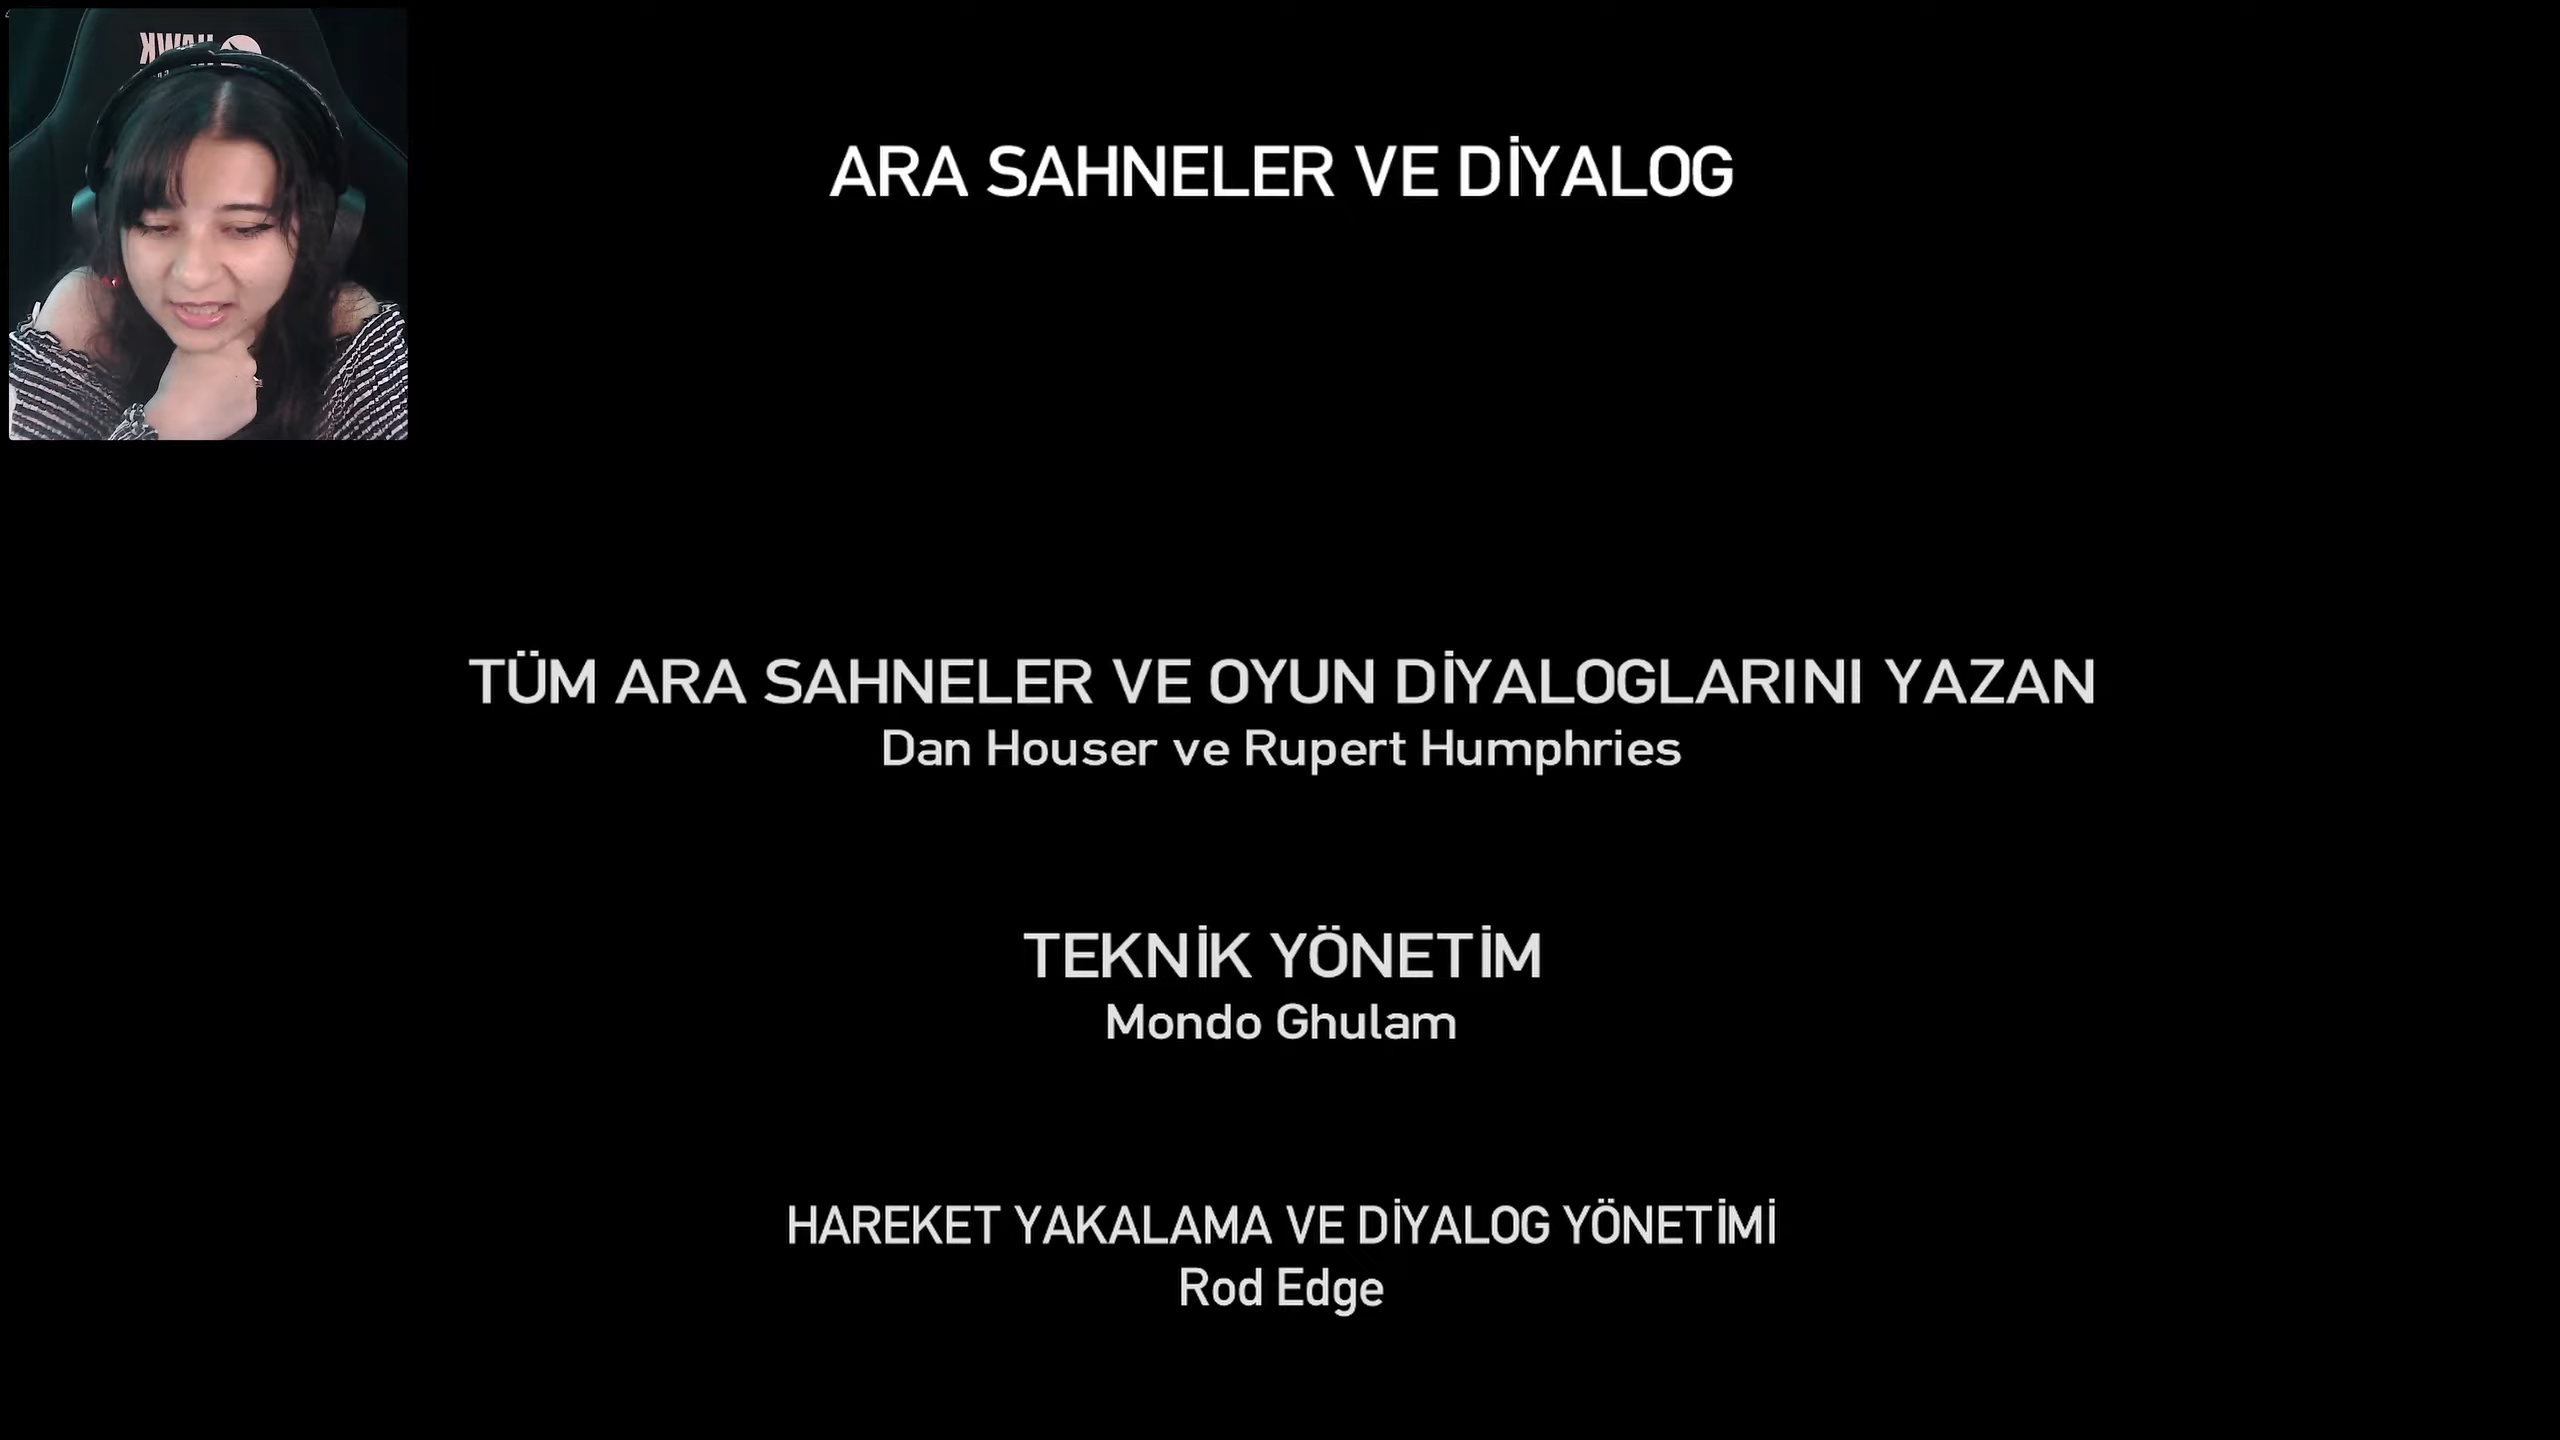 ARA SAHNELER VE DİYALOG
TÜM ARA SAHNELER VE OYUN DİYALOGLARINI YAZAN
Dan Houser ve Rupert Humphries
TEKNİK YÖNETİM
Mondo Ghulam
HAREKET YAKALAMA VE DİYALOG YÖNETİMİ
Rod Edge